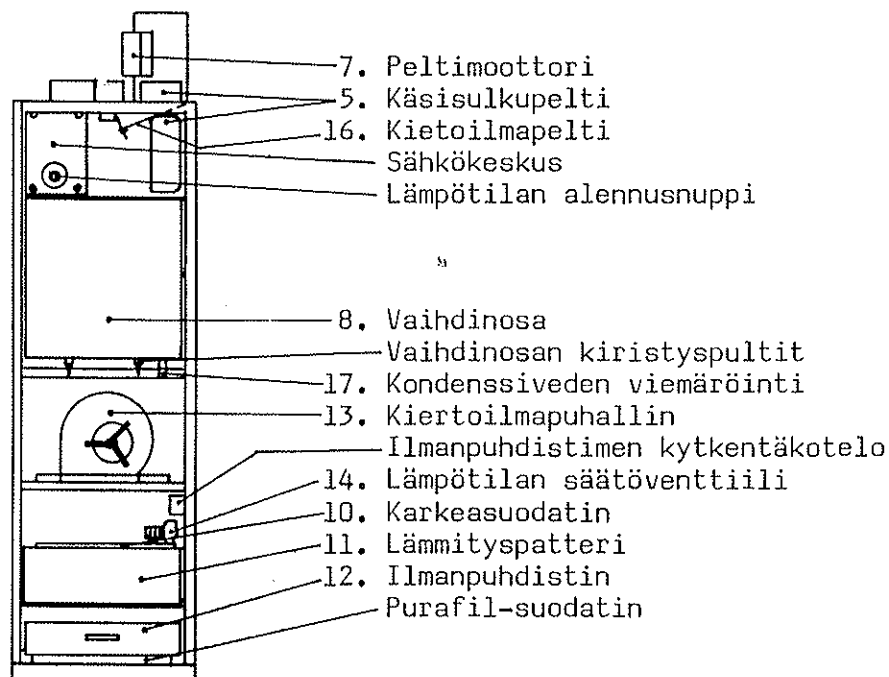 7. Peltimoottori
5. Käsisulkupelti
16. Kietoilmapelti
Sähkökeskus
Lämpötilan alennusnuppi
8. Vaihdinosa
Vaihdinosan kiristyspultit
17. Kondenssiveden viemäröinti
13. Kiertoilmapuhallin
Ilmanpuhdistimen kytkentäkotelo
14. Lämpötilan säätöventtiili
10. Karkeasuodatin
11. Lämmityspatteri
12. Ilmanpuhdistin
Purafil-suodatin